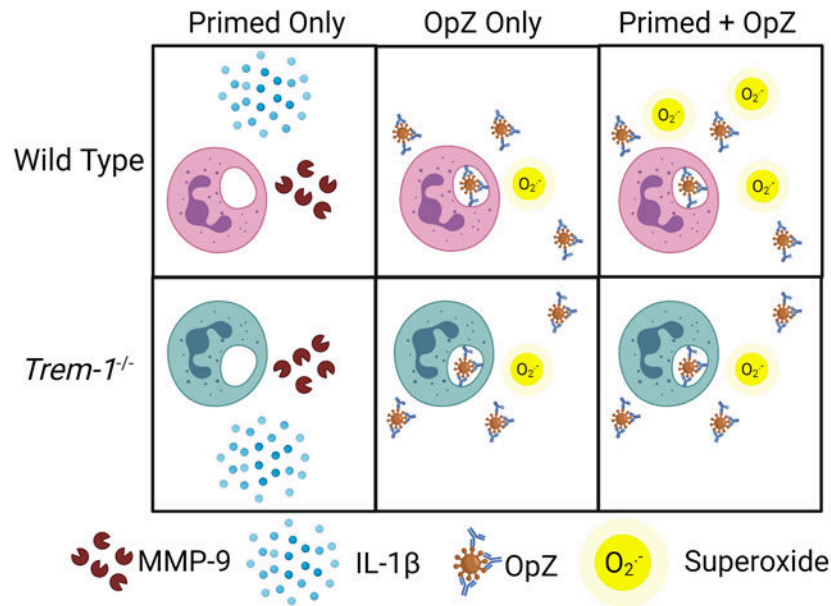 Primed Only OpZ Only Primed + OpZ
Wild Type
O₂·⁻
O₂·⁻
O₂·⁻
O₂·⁻
Trem-1⁻/⁻
O₂·⁻
O₂·⁻
MMP-9 IL-1β OpZ O₂·⁻ Superoxide